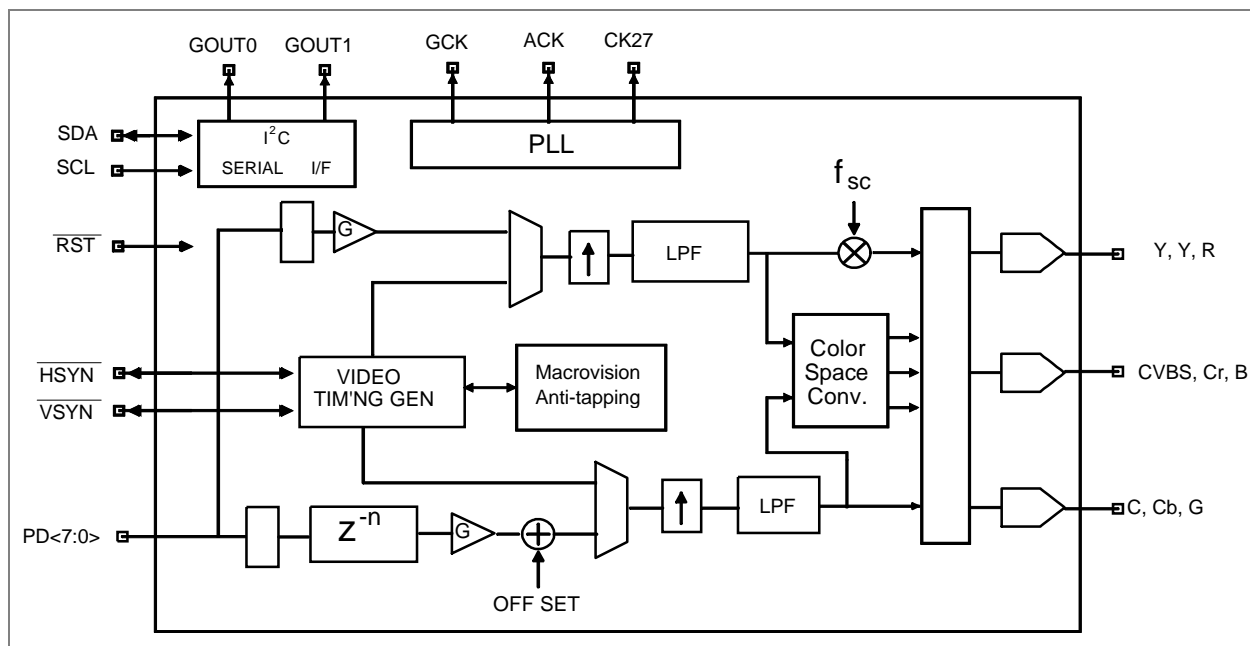 GOUT0 GOUT1 GCK ACK CK27
SDA
SCL
I²C
SERIAL I/F
PLL
RST
G
LPF
fsc
Y, Y, R
HSYN
VSYN
VIDEO
TIM'NG GEN
Macrovision
Anti-tapping
Color
Space
Conv.
CVBS, Cr, B
PD<7:0>
Z⁻ⁿ
G
LPF
C, Cb, G
OFF SET